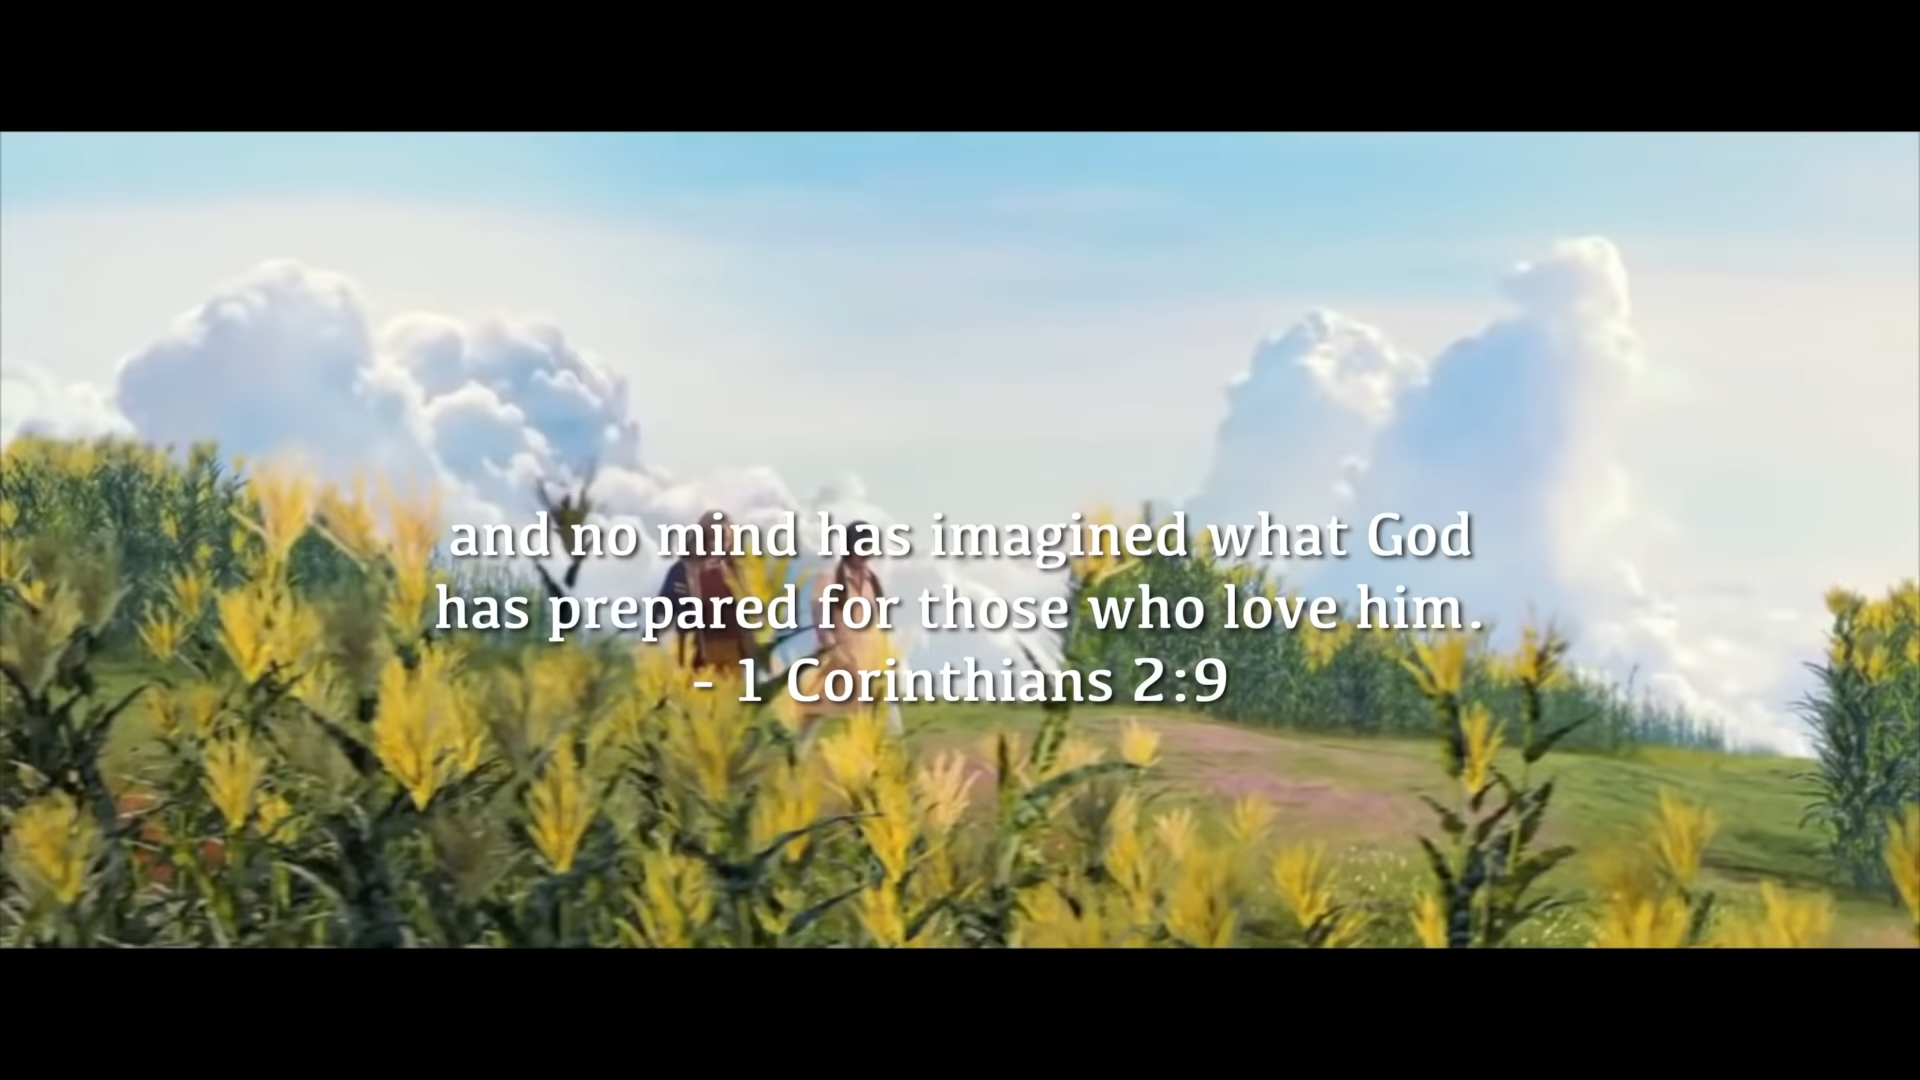 and no mind has imagined what God
has prepared for those who love him.
- 1 Corinthians 2:9